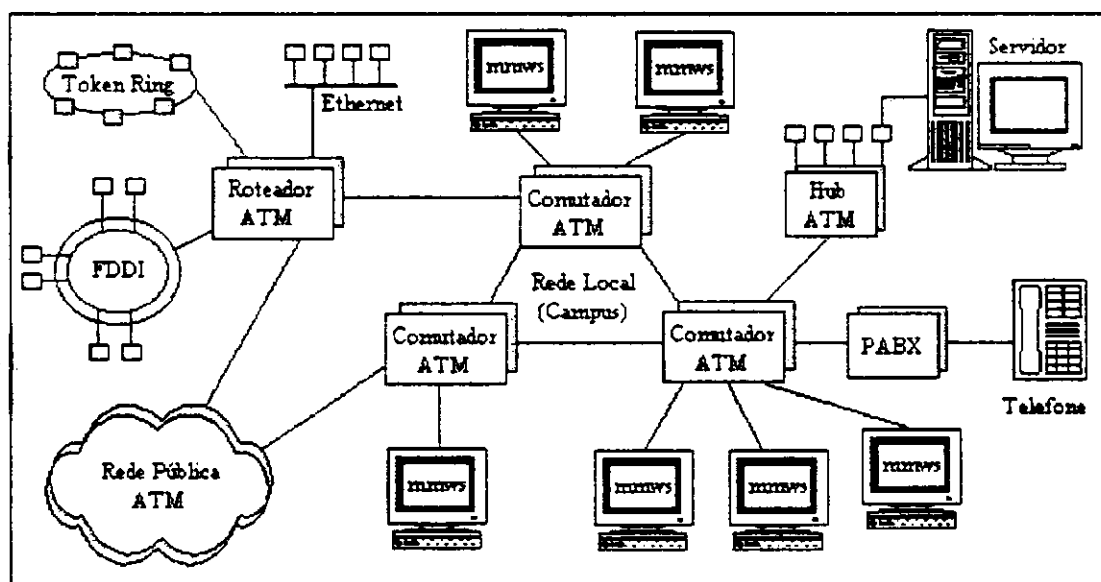 Token Ring
Ethernet
mmws
mmws
Servidor
Roteador
ATM
Comutador
ATM
Hub
ATM
FDDI
Rede Local
(Campus)
Comutador
ATM
Comutador
ATM
PABX
Telefone
Rede Pública
ATM
mmws
mmws
mmws
mmws